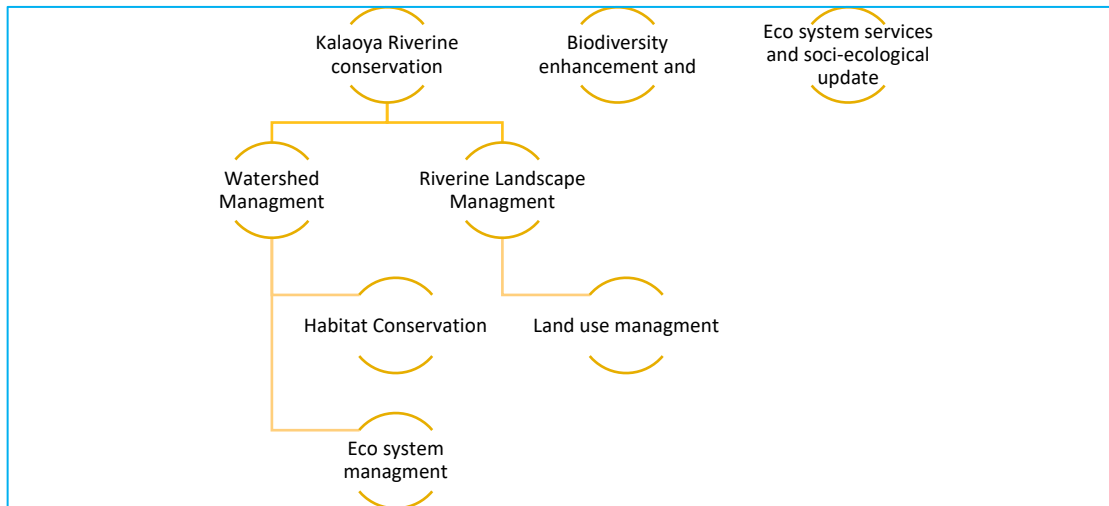 Kalaoya Riverine
conservation
Biodiversity
enhancement and
Eco system services
and soci-ecological
update
Watershed
Managment
Riverine Landscape
Managment
Habitat Conservation
Land use managment
Eco system
managment